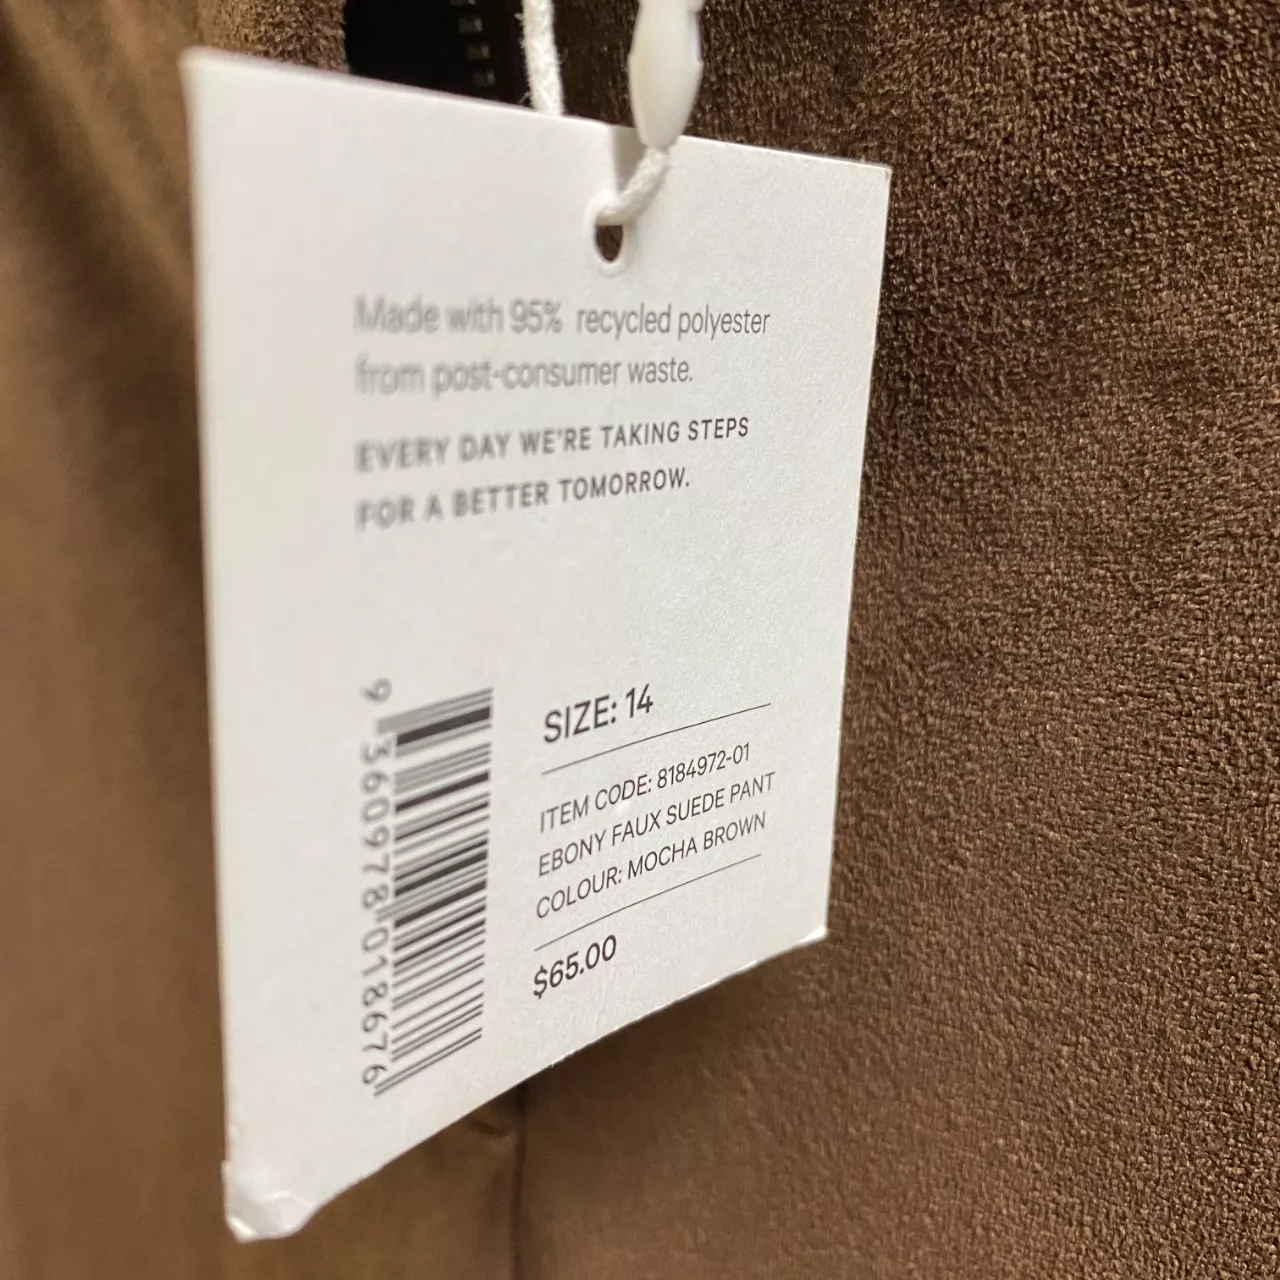 Made with 95% recycled polyester
from post-consumer waste.
EVERY DAY WE'RE TAKING STEPS
FOR A BETTER TOMORROW.
SIZE: 14
ITEM CODE: 8184972-01
EBONY FAUX SUEDE PANT
COLOUR: MOCHA BROWN
$65.00
9 360978 018676